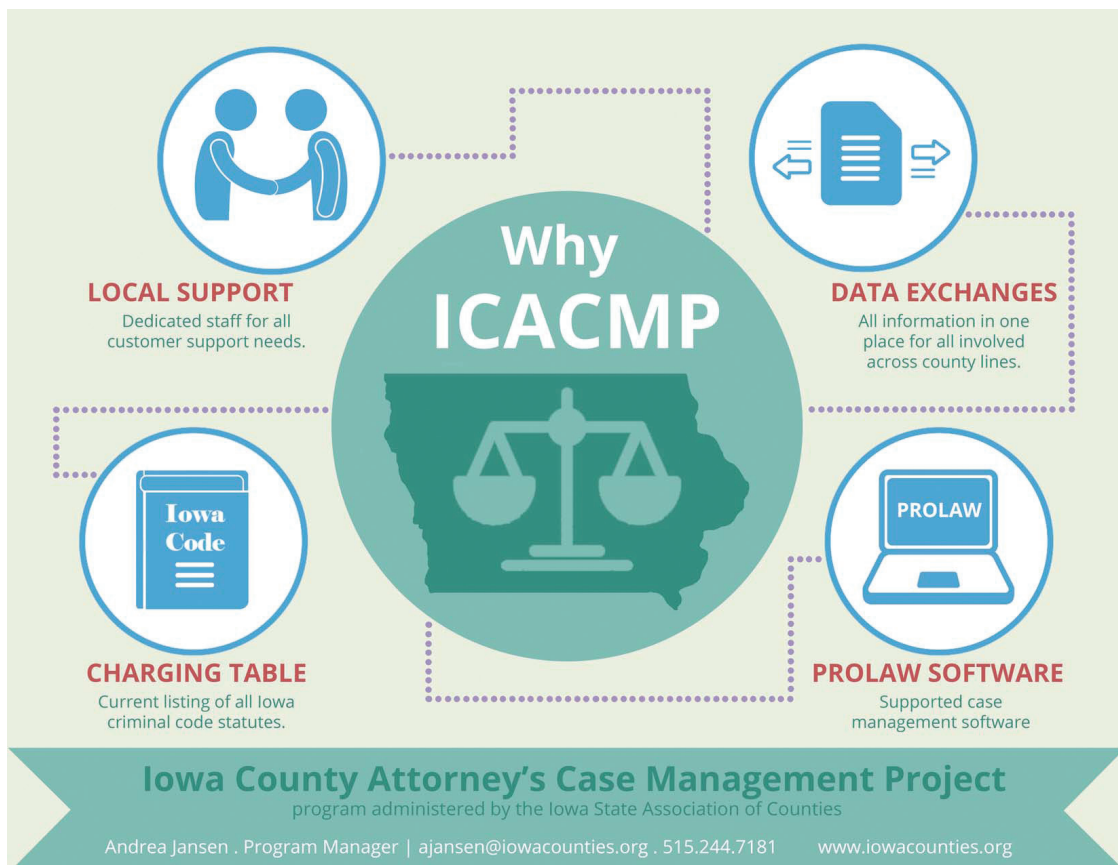 Why
ICACMP
LOCAL SUPPORT
Dedicated staff for all
customer support needs.
DATA EXCHANGES
All information in one
place for all involved
across county lines.
Iowa
Code
CHARGING TABLE
Current listing of all Iowa
criminal code statutes.
PROLAW
PROLAW SOFTWARE
Supported case
management software
Iowa County Attorney's Case Management Project
program administered by the Iowa State Association of Counties
Andrea Jansen . Program Manager | ajansen@iowacounties.org . 515.244.7181 www.iowacounties.org